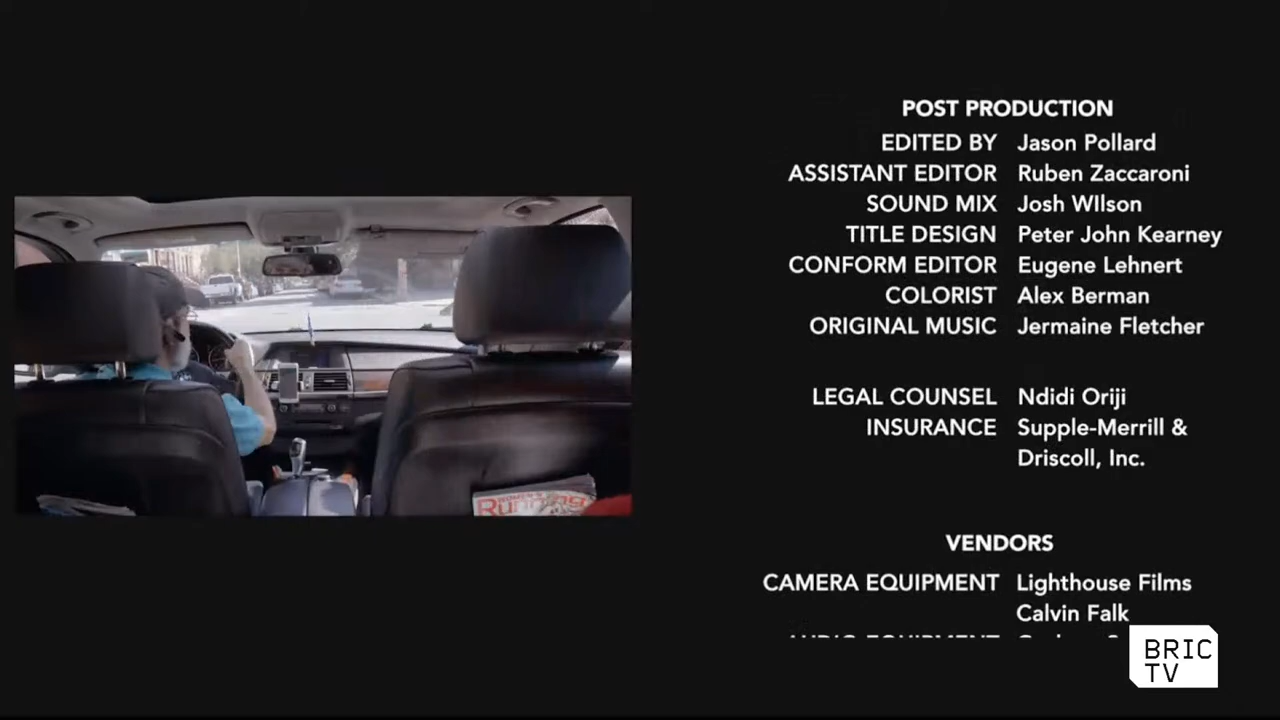 POST PRODUCTION
EDITED BY Jason Pollard
ASSISTANT EDITOR Ruben Zaccaroni
SOUND MIX Josh WIlson
TITLE DESIGN Peter John Kearney
CONFORM EDITOR Eugene Lehnert
COLORIST Alex Berman
ORIGINAL MUSIC Jermaine Fletcher
LEGAL COUNSEL Ndidi Oriji
INSURANCE Supple-Merrill &
Driscoll, Inc.
VENDORS
CAMERA EQUIPMENT Lighthouse Films
Calvin Falk
WOMEN'S
Running
BRIC
TV